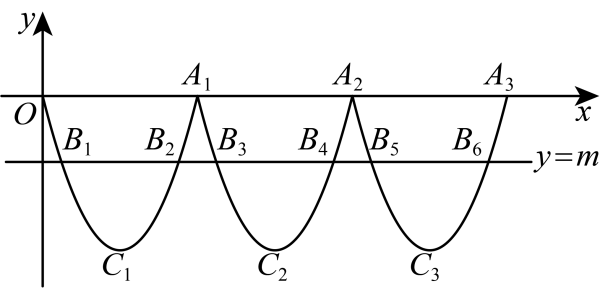 y
A₁ A₂ A₃
O x
B₁ B₂ B₃ B₄ B₅ B₆ y=m
C₁ C₂ C₃